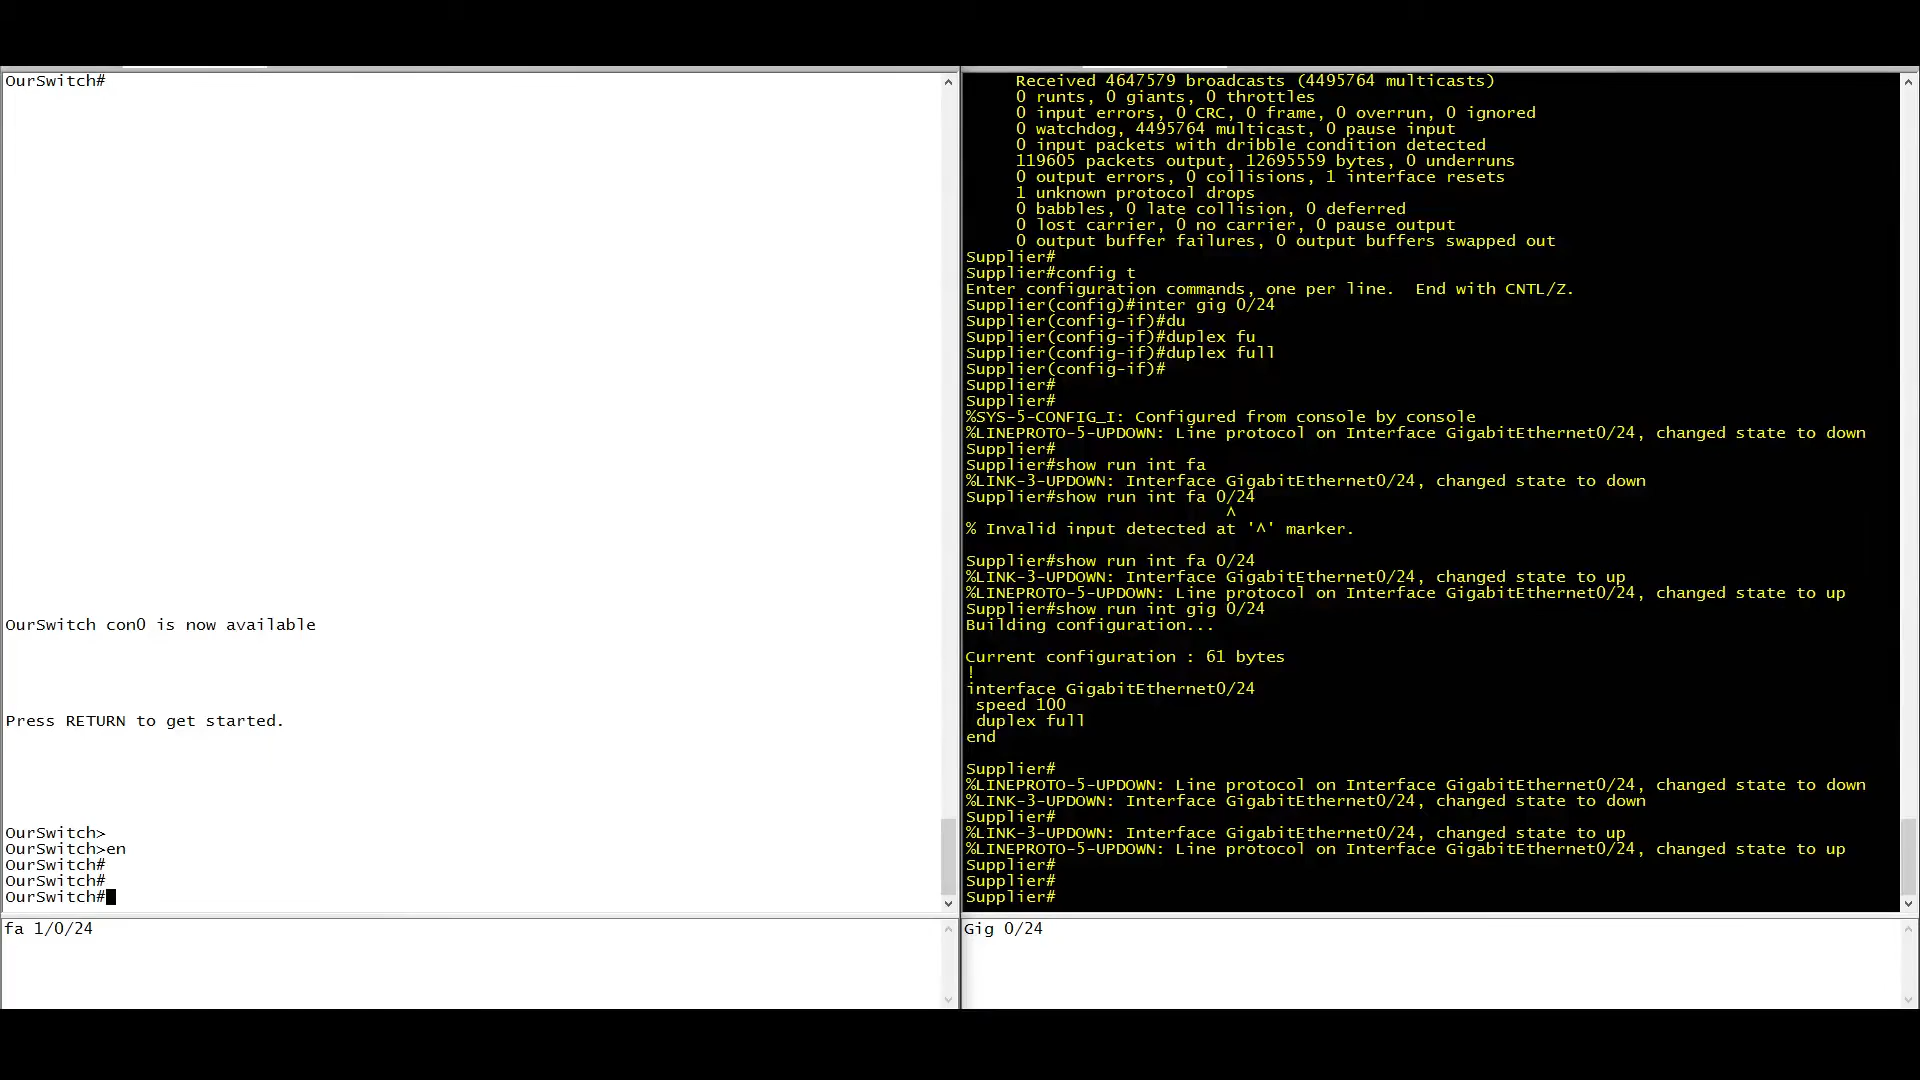 OurSwitch#
OurSwitch con0 is now available
Press RETURN to get started.
OurSwitch>
OurSwitch>en
OurSwitch#
OurSwitch#
OurSwitch#
fa 1/0/24
Received 4647579 broadcasts (4495764 multicasts)
0 runts, 0 giants, 0 throttles
0 input errors, 0 CRC, 0 frame, 0 overrun, 0 ignored
0 watchdog, 4495764 multicast, 0 pause input
0 input packets with dribble condition detected
119605 packets output, 12695559 bytes, 0 underruns
0 output errors, 0 collisions, 1 interface resets
1 unknown protocol drops
0 babbles, 0 late collision, 0 deferred
0 lost carrier, 0 no carrier, 0 pause output
0 output buffer failures, 0 output buffers swapped out
Supplier#
Supplier#config t
Enter configuration commands, one per line.  End with CNTL/Z.
Supplier(config)#inter gig 0/24
Supplier(config-if)#du
Supplier(config-if)#duplex fu
Supplier(config-if)#duplex full
Supplier(config-if)#
Supplier#
Supplier#
%SYS-5-CONFIG_I: Configured from console by console
%LINEPROTO-5-UPDOWN: Line protocol on Interface GigabitEthernet0/24, changed state to down
Supplier#
Supplier#show run int fa
%LINK-3-UPDOWN: Interface GigabitEthernet0/24, changed state to down
Supplier#show run int fa 0/24
^
% Invalid input detected at '^' marker.
Supplier#show run int fa 0/24
%LINK-3-UPDOWN: Interface GigabitEthernet0/24, changed state to up
%LINEPROTO-5-UPDOWN: Line protocol on Interface GigabitEthernet0/24, changed state to up
Supplier#show run int gig 0/24
Building configuration...
Current configuration : 61 bytes
!
interface GigabitEthernet0/24
speed 100
duplex full
end
Supplier#
%LINEPROTO-5-UPDOWN: Line protocol on Interface GigabitEthernet0/24, changed state to down
%LINK-3-UPDOWN: Interface GigabitEthernet0/24, changed state to down
Supplier#
%LINK-3-UPDOWN: Interface GigabitEthernet0/24, changed state to up
%LINEPROTO-5-UPDOWN: Line protocol on Interface GigabitEthernet0/24, changed state to up
Supplier#
Supplier#
Supplier#
Gig 0/24